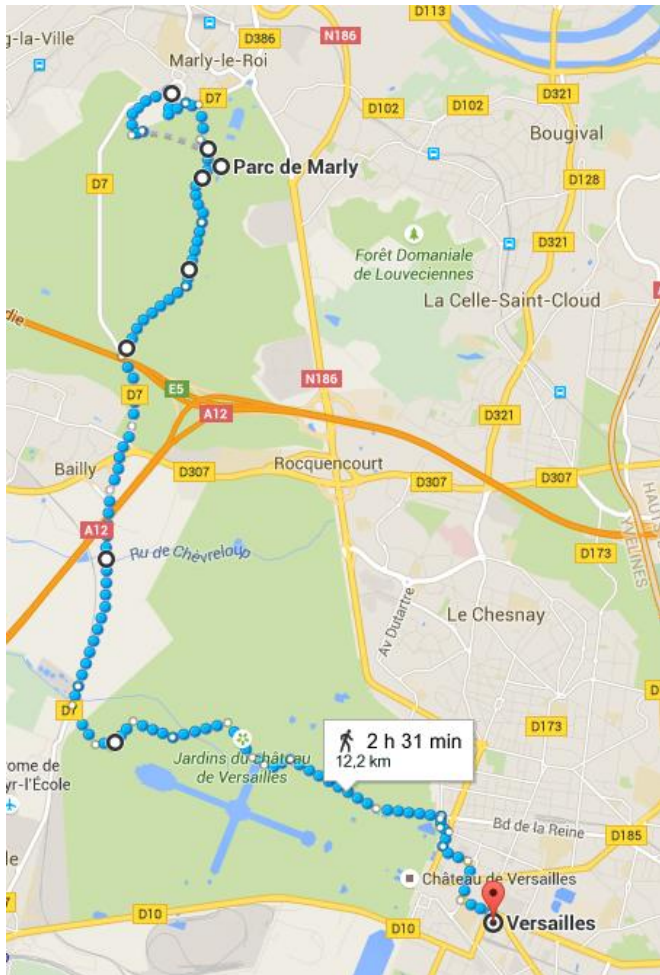 D113
g-la-Ville
D386
N186
Marly-le-Roi
D321
D7
D102
D102
Bougival
Parc de Marly
D7
D128
D321
Forêt Domaniale
de Louveciennes
La Celle-Saint-Cloud
die
E5
N186
D7
A12
D321
Bailly
D307
Rocquencourt
D307
D307
HAUTS-D
YVELINES
A12
Ru de Chèvreloup
D173
Av Dutartre
Le Chesnay
D7
D173
2 h 31 min
12,2 km
Jardins du château
de Versailles
rome de
yr-l'École
Bd de la Reine
D185
Château de Versailles
D10
D10
Versailles